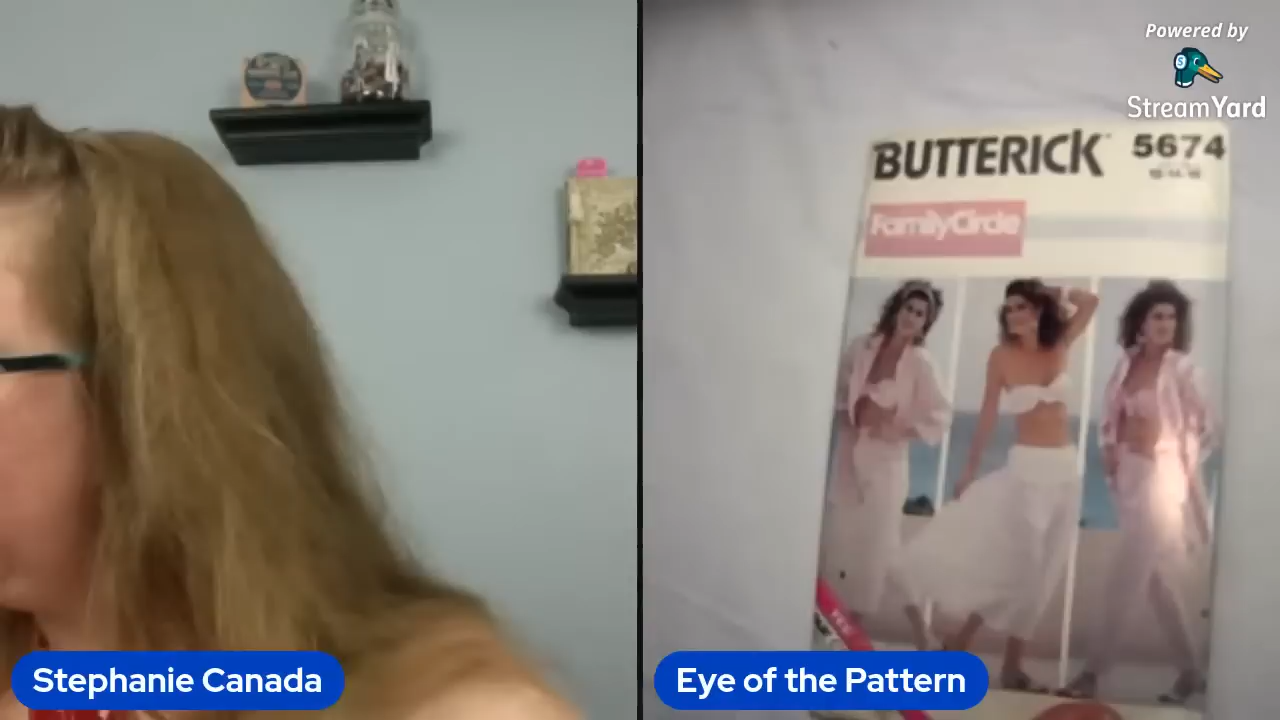 Powered by
StreamYard
BUTTERICK 5674
FamilyCircle
Stephanie Canada
Eye of the Pattern